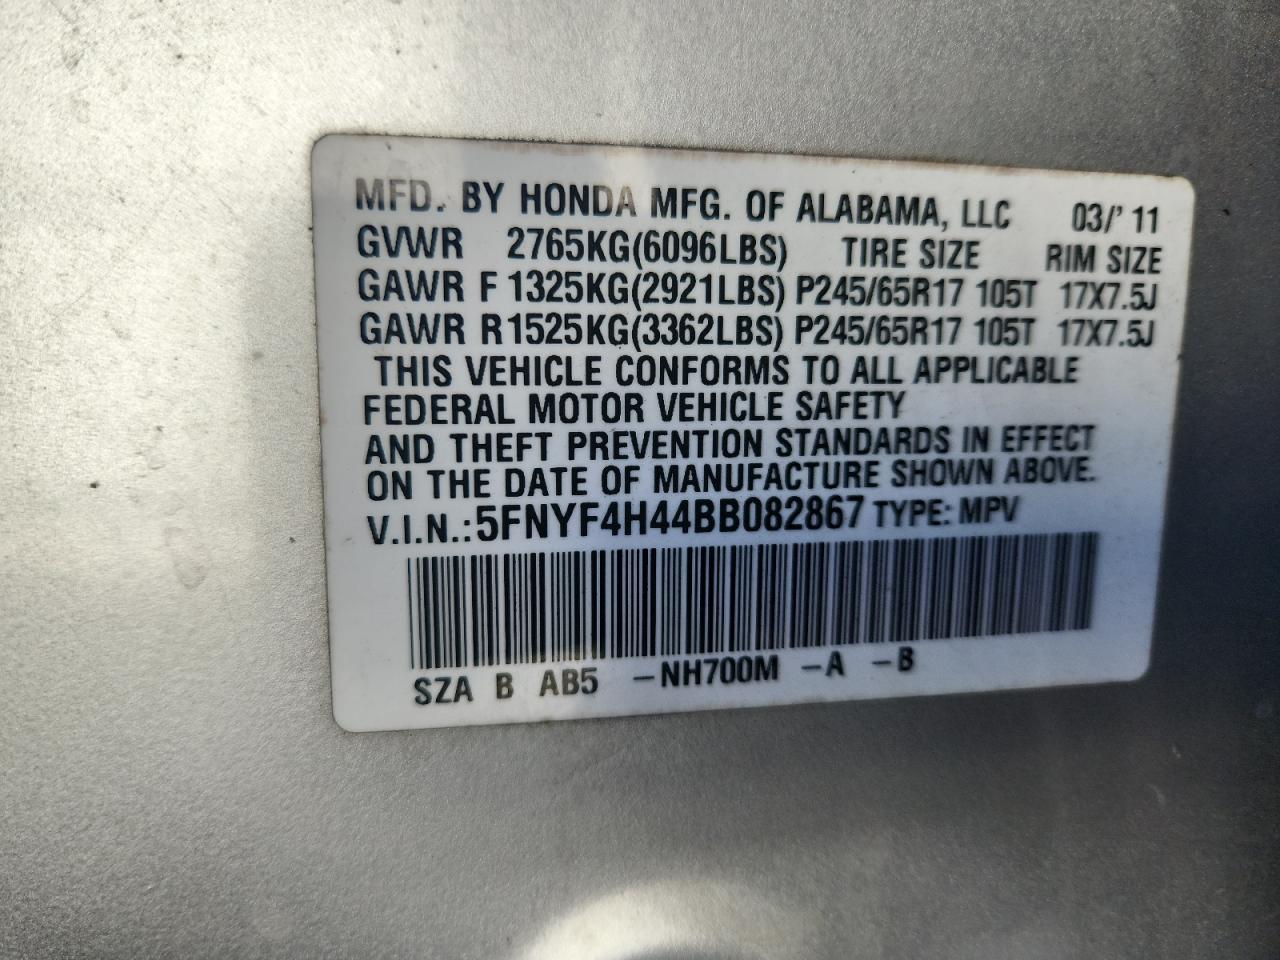 MFD. BY HONDA MFG. OF ALABAMA, LLC 03/'11
GVWR 2765KG(6096LBS) TIRE SIZE RIM SIZE
GAWR F 1325KG(2921LBS) P245/65R17 105T 17X7.5J
GAWR R 1525KG(3362LBS) P245/65R17 105T 17X7.5J
THIS VEHICLE CONFORMS TO ALL APPLICABLE
FEDERAL MOTOR VEHICLE SAFETY
AND THEFT PREVENTION STANDARDS IN EFFECT
ON THE DATE OF MANUFACTURE SHOWN ABOVE.
V.I.N.: 5FNYF4H44BB082867 TYPE: MPV
SZA B AB5 -NH700M -A -B